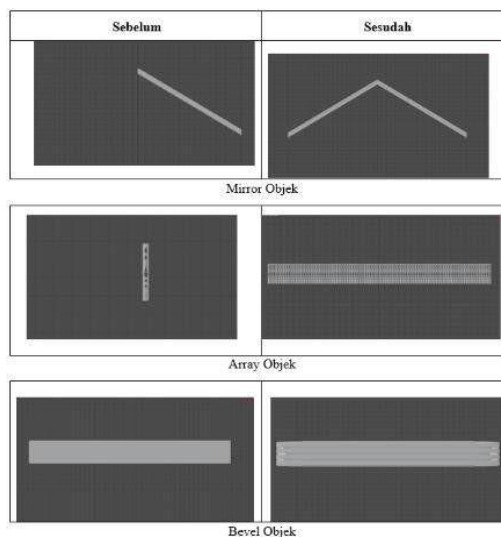 Sebelum
Sesudah
Mirror Objek
Array Objek
Bevel Objek